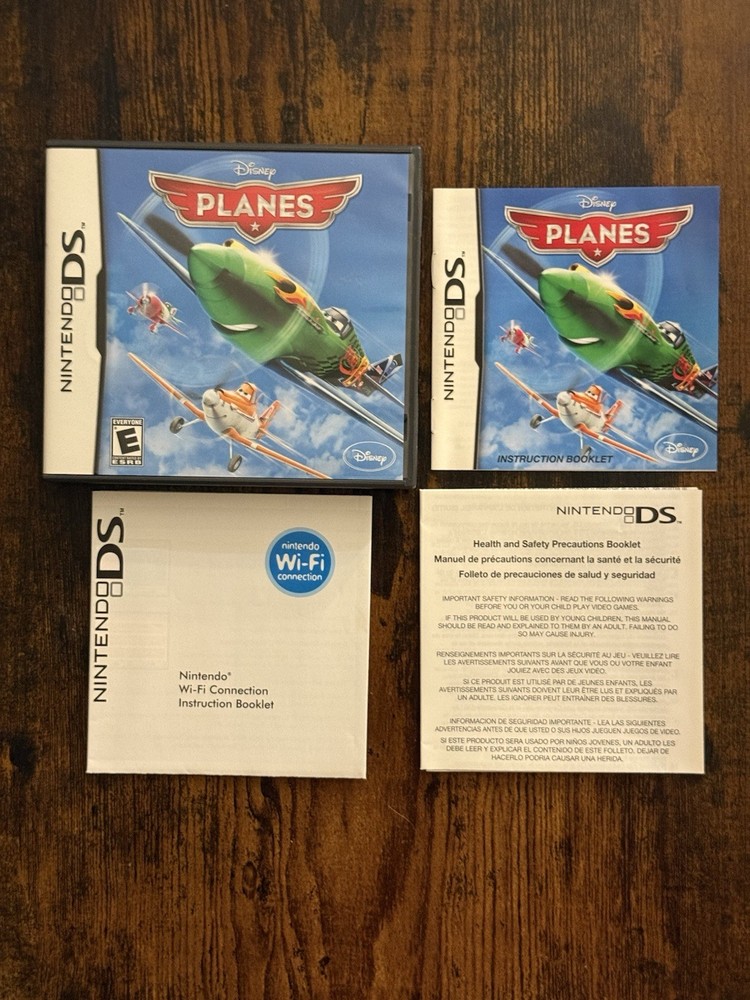 NINTENDO DS™
Disney
PLANES
EVERYONE
E
ESRB
Disney
NINTENDO DS™
Disney
PLANES
INSTRUCTION BOOKLET
Disney
NINTENDO DS™
nintendo
Wi-Fi
connection
Nintendo®
Wi-Fi Connection
Instruction Booklet
NINTENDO DS™
Health and Safety Precautions Booklet
Manuel de précautions concernant la santé et la sécurité
Folleto de precauciones de salud y seguridad
IMPORTANT SAFETY INFORMATION - READ THE FOLLOWING WARNINGS
BEFORE YOU OR YOUR CHILD PLAY VIDEO GAMES.
IF THIS PRODUCT WILL BE USED BY YOUNG CHILDREN, THIS MANUAL
SHOULD BE READ AND EXPLAINED TO THEM BY AN ADULT. FAILING TO DO
SO MAY CAUSE INJURY.
RENSEIGNEMENTS IMPORTANTS SUR LA SÉCURITÉ AU JEU - VEUILLEZ LIRE
LES AVERTISSEMENTS SUIVANTS AVANT QUE VOUS OU VOTRE ENFANT
JOUIEZ AVEC DES JEUX VIDÉO.
SI CE PRODUIT EST UTILISÉ PAR DE JEUNES ENFANTS, LES
AVERTISSEMENTS SUIVANTS DOIVENT LEUR ÊTRE LUS ET EXPLIQUÉS PAR
UN ADULTE. LES IGNORER PEUT ENTRAÎNER DES BLESSURES.
INFORMACION DE SEGURIDAD IMPORTANTE - LEA LAS SIGUIENTES
ADVERTENCIAS ANTES DE QUE USTED O SUS HIJOS JUEGUEN JUEGOS DE VIDEO.
SI ESTE PRODUCTO SERA USADO POR NIÑOS JOVENES, UN ADULTO LES
DEBE LEER Y EXPLICAR EL CONTENIDO DE ESTE FOLLETO. DEJAR DE
HACERLO PODRIA CAUSAR UNA HERIDA.